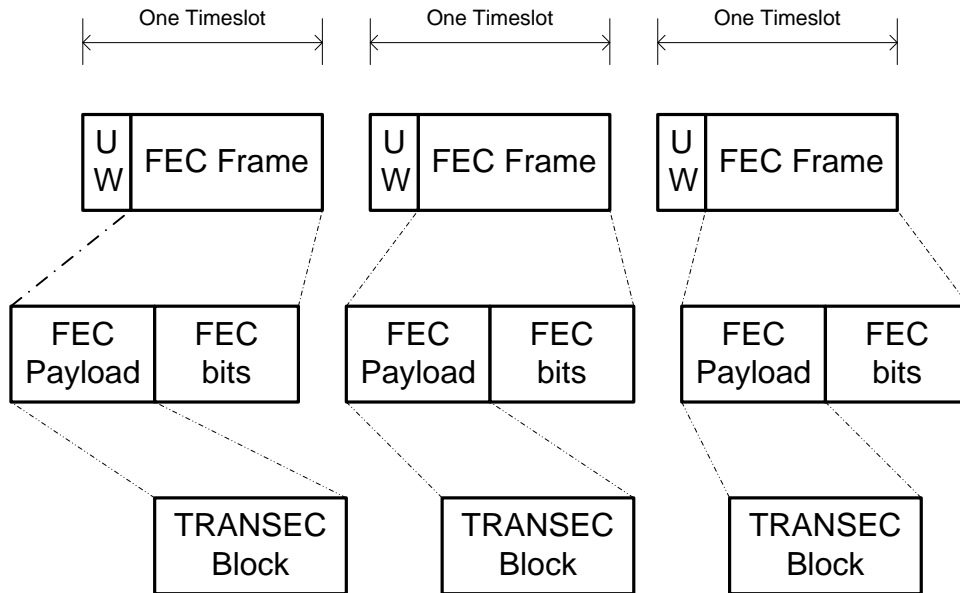 One Timeslot One Timeslot One Timeslot
U
W
FEC Frame
U
W
FEC Frame
U
W
FEC Frame
FEC
Payload
FEC
bits
FEC
Payload
FEC
bits
FEC
Payload
FEC
bits
TRANSEC
Block
TRANSEC
Block
TRANSEC
Block